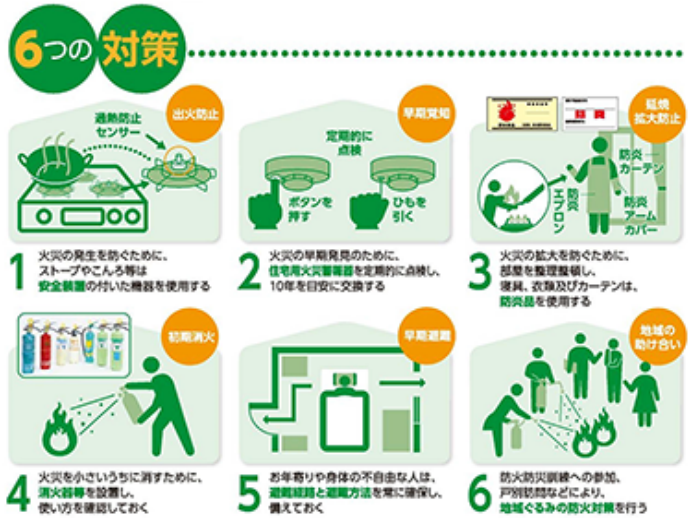 6つの 対策
出火防止
過熱防止
センサー
1 火災の発生を防ぐために、
ストーブやこんろ等は
安全装置の付いた機器を使用する
早期覚知
定期的に
点検
ボタンを
押す
ひもを
引く
2 火災の早期発見のために、
住宅用火災警報器を定期的に点検し、
10年を目安に交換する
延焼
拡大防止
防炎
カーテン
防炎
エプロン
防炎
アーム
カバー
3 火災の拡大を防ぐために、
部屋を整理整頓し、
寝具、衣類及びカーテンは、
防炎品を使用する
初期消火
4 火災を小さいうちに消すために、
消火器等を設置し、
使い方を確認しておく
早期避難
5 お年寄りや身体の不自由な人は、
避難経路と避難方法を常に確保し、
備えておく
地域の
助け合い
6 防火防災訓練への参加、
戸別訪問などにより、
地域ぐるみの防火対策を行う